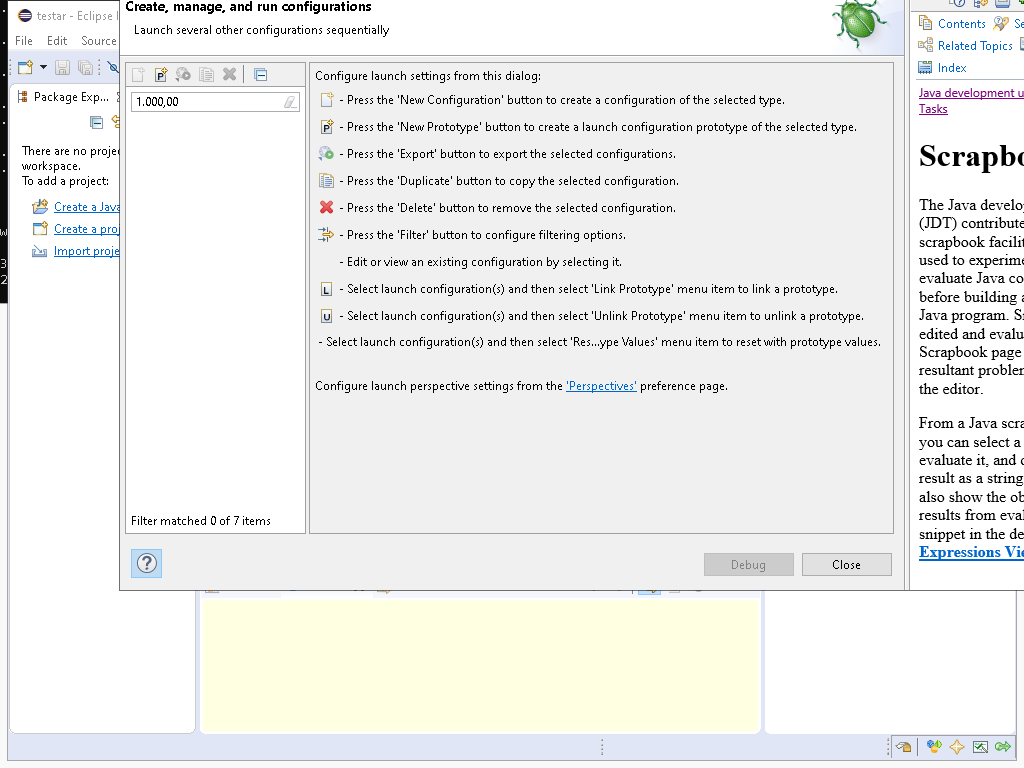 testar - Eclipse I
File Edit Source
Package Exp...
There are no projec
workspace.
To add a project:
Create a Java
Create a proj
Import proje
Create, manage, and run configurations
Launch several other configurations sequentially
1.000,00
Filter matched 0 of 7 items
Configure launch settings from this dialog:
- Press the 'New Configuration' button to create a configuration of the selected type.
- Press the 'New Prototype' button to create a launch configuration prototype of the selected type.
- Press the 'Export' button to export the selected configurations.
- Press the 'Duplicate' button to copy the selected configuration.
- Press the 'Delete' button to remove the selected configuration.
- Press the 'Filter' button to configure filtering options.
- Edit or view an existing configuration by selecting it.
- Select launch configuration(s) and then select 'Link Prototype' menu item to link a prototype.
- Select launch configuration(s) and then select 'Unlink Prototype' menu item to unlink a prototype.
- Select launch configuration(s) and then select 'Res...ype Values' menu item to reset with prototype values.
Configure launch perspective settings from the 'Perspectives' preference page.
Debug Close
Contents Se
Related Topics
Index
Java development u
Tasks
Scrapbo
The Java develop
(JDT) contribute
scrapbook facilit
used to experime
evaluate Java co
before building a
Java program. Sn
edited and evalu
Scrapbook page
resultant problem
the editor.
From a Java scra
you can select a
evaluate it, and d
result as a string
also show the ob
results from eval
snippet in the de
Expressions Vie